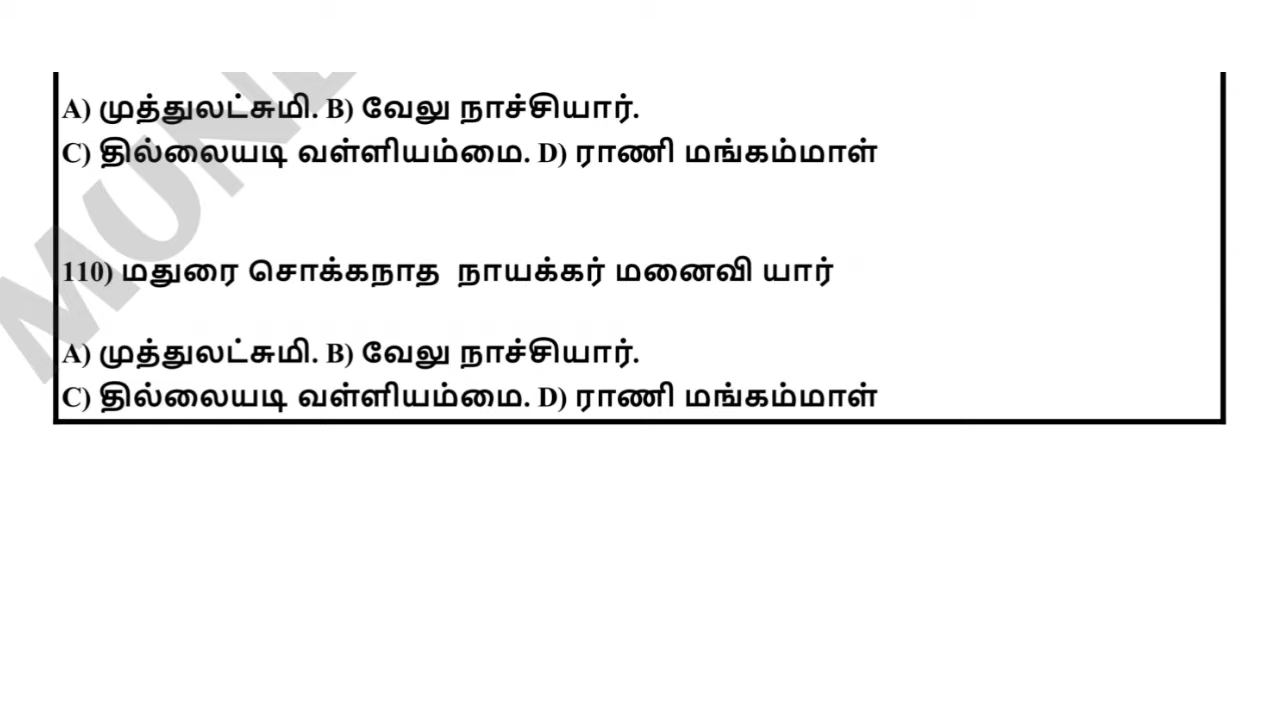 A) முத்துலட்சுமி. B) வேலு நாச்சியார்.
C) தில்லையடி வள்ளியம்மை. D) ராணி மங்கம்மாள்
110) மதுரை சொக்கநாத நாயக்கர் மனைவி யார்
A) முத்துலட்சுமி. B) வேலு நாச்சியார்.
C) தில்லையடி வள்ளியம்மை. D) ராணி மங்கம்மாள்